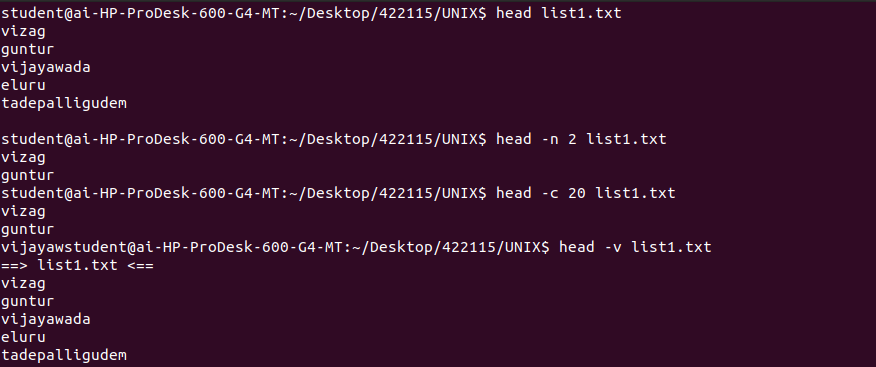 student@ai-HP-ProDesk-600-G4-MT:~/Desktop/422115/UNIX$ head list1.txt
vizag
guntur
vijayawada
eluru
tadepalligudem

student@ai-HP-ProDesk-600-G4-MT:~/Desktop/422115/UNIX$ head -n 2 list1.txt
vizag
guntur
student@ai-HP-ProDesk-600-G4-MT:~/Desktop/422115/UNIX$ head -c 20 list1.txt
vizag
guntur
vijayawstudent@ai-HP-ProDesk-600-G4-MT:~/Desktop/422115/UNIX$ head -v list1.txt
==> list1.txt <==
vizag
guntur
vijayawada
eluru
tadepalligudem